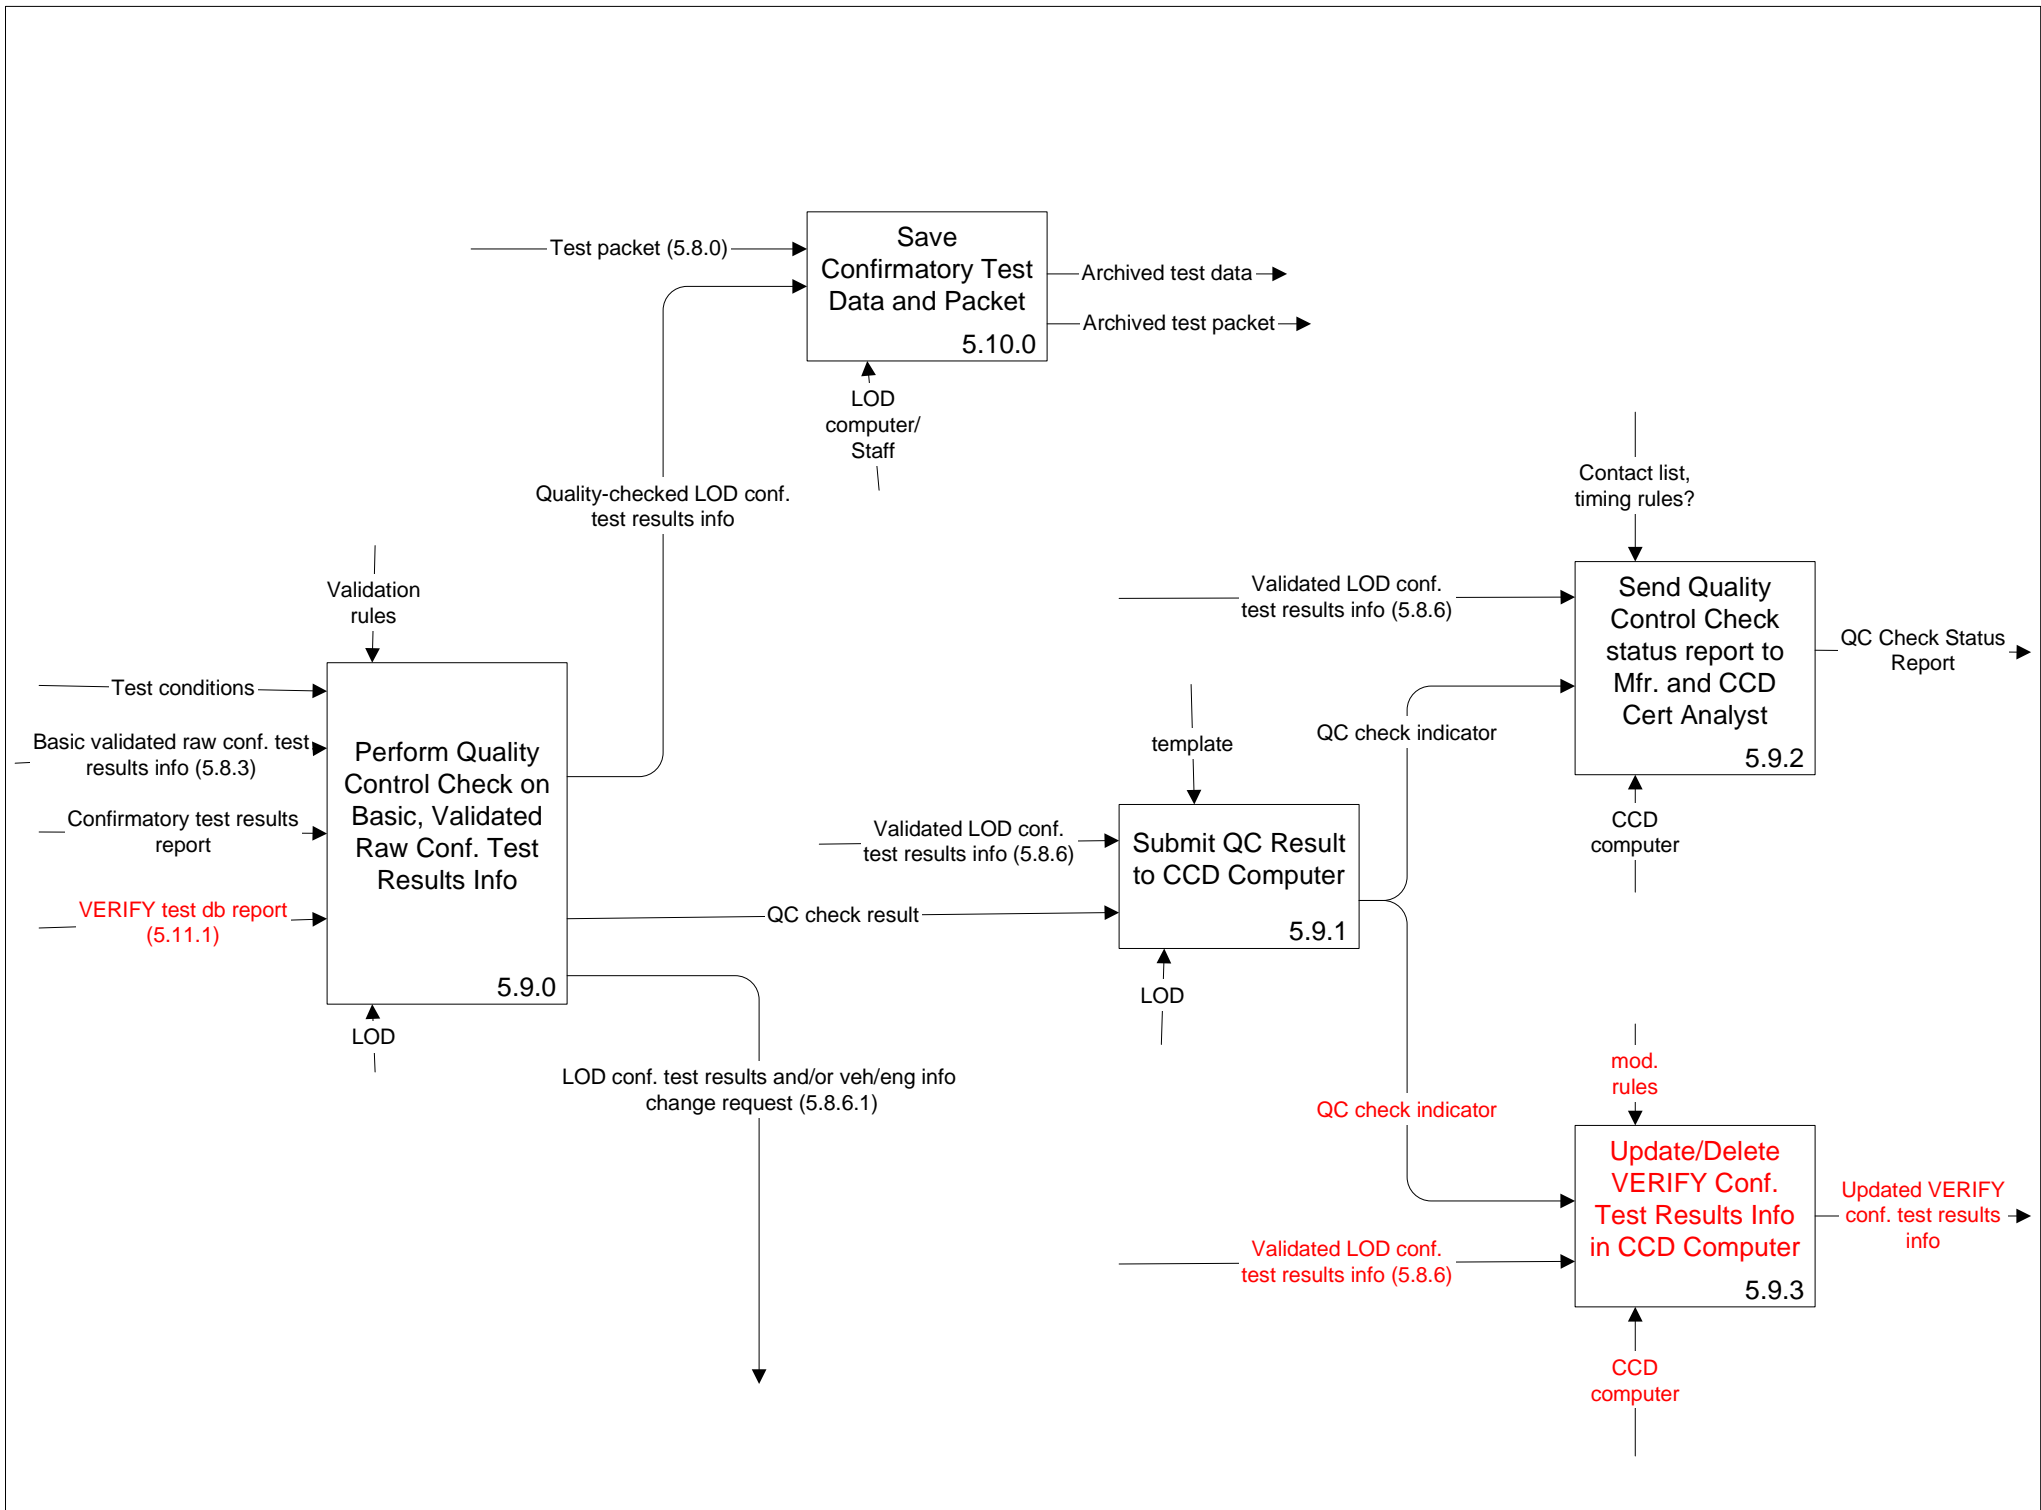 Test packet (5.8.0)
Save
Confirmatory Test
Data and Packet
5.10.0
Archived test data
Archived test packet
LOD
computer/
Staff
Quality-checked LOD conf.
test results info
Validation
rules
Test conditions
Basic validated raw conf. test
results info (5.8.3)
Confirmatory test results
report
VERIFY test db report
(5.11.1)
Perform Quality
Control Check on
Basic, Validated
Raw Conf. Test
Results Info
5.9.0
LOD
QC check result
LOD conf. test results and/or veh/eng info
change request (5.8.6.1)
template
Validated LOD conf.
test results info (5.8.6)
Submit QC Result
to CCD Computer
5.9.1
LOD
Contact list,
timing rules?
Validated LOD conf.
test results info (5.8.6)
QC check indicator
Send Quality
Control Check
status report to
Mfr. and CCD
Cert Analyst
5.9.2
QC Check Status
Report
CCD
computer
mod.
rules
QC check indicator
Validated LOD conf.
test results info (5.8.6)
Update/Delete
VERIFY Conf.
Test Results Info
in CCD Computer
5.9.3
Updated VERIFY
conf. test results
info
CCD
computer